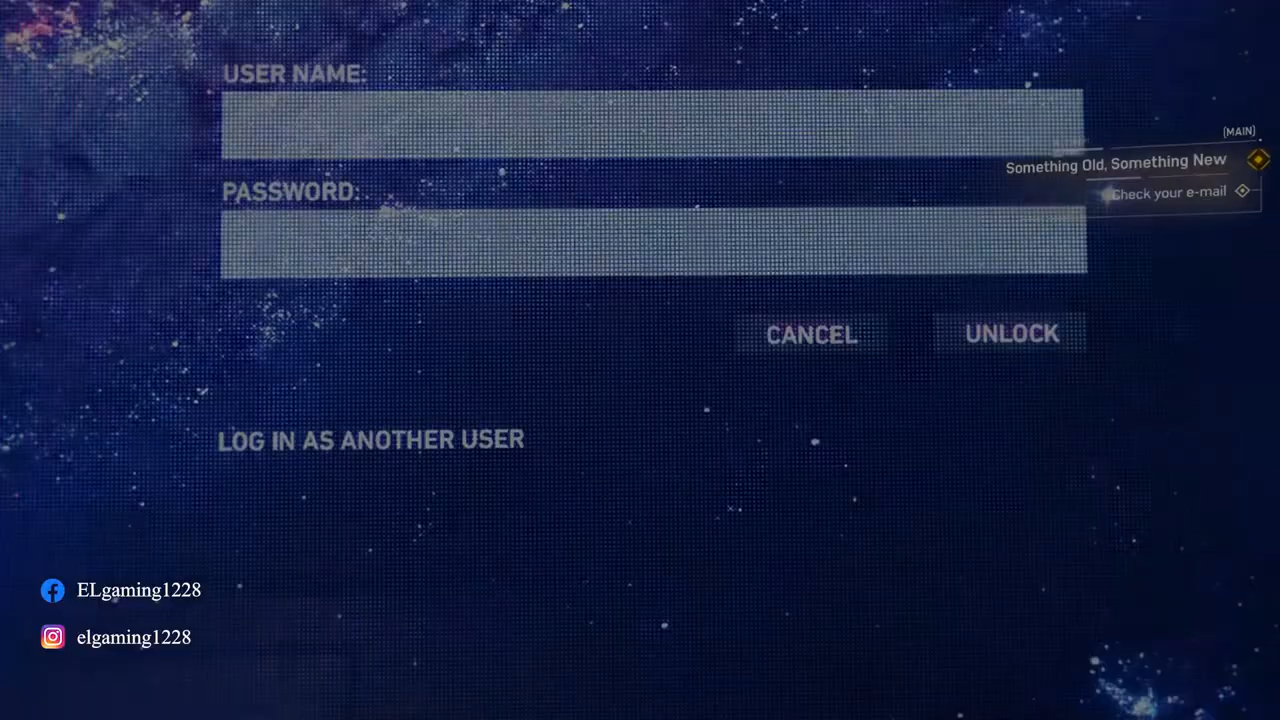 USER NAME:
(MAIN)
Something Old, Something New
PASSWORD:
Check your e-mail
CANCEL
UNLOCK
LOG IN AS ANOTHER USER
ELgaming1228
elgaming1228